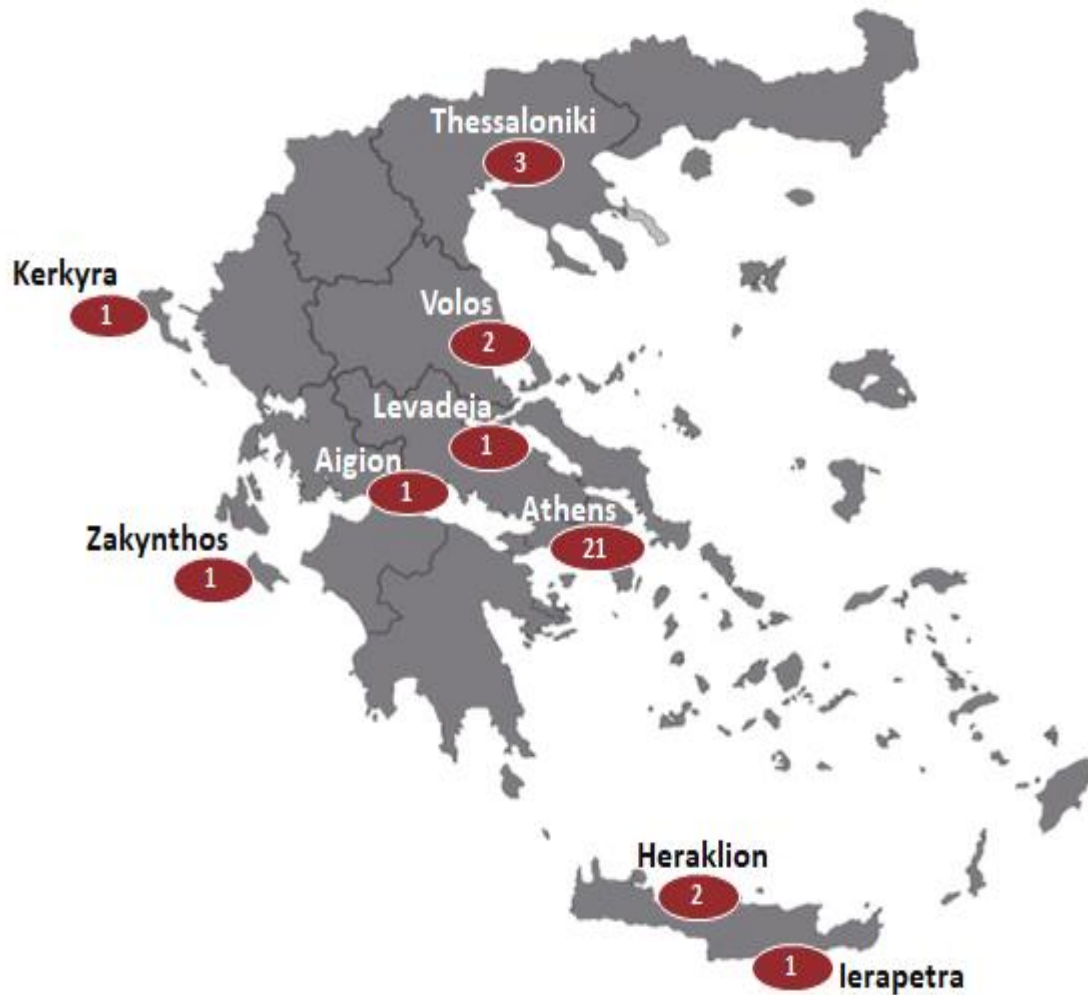 Thessaloniki
3
Kerkyra
1
Volos
2
Levadeja
1
Aigion
1
Athens
21
Zakynthos
1
Heraklion
2
1
Ierapetra